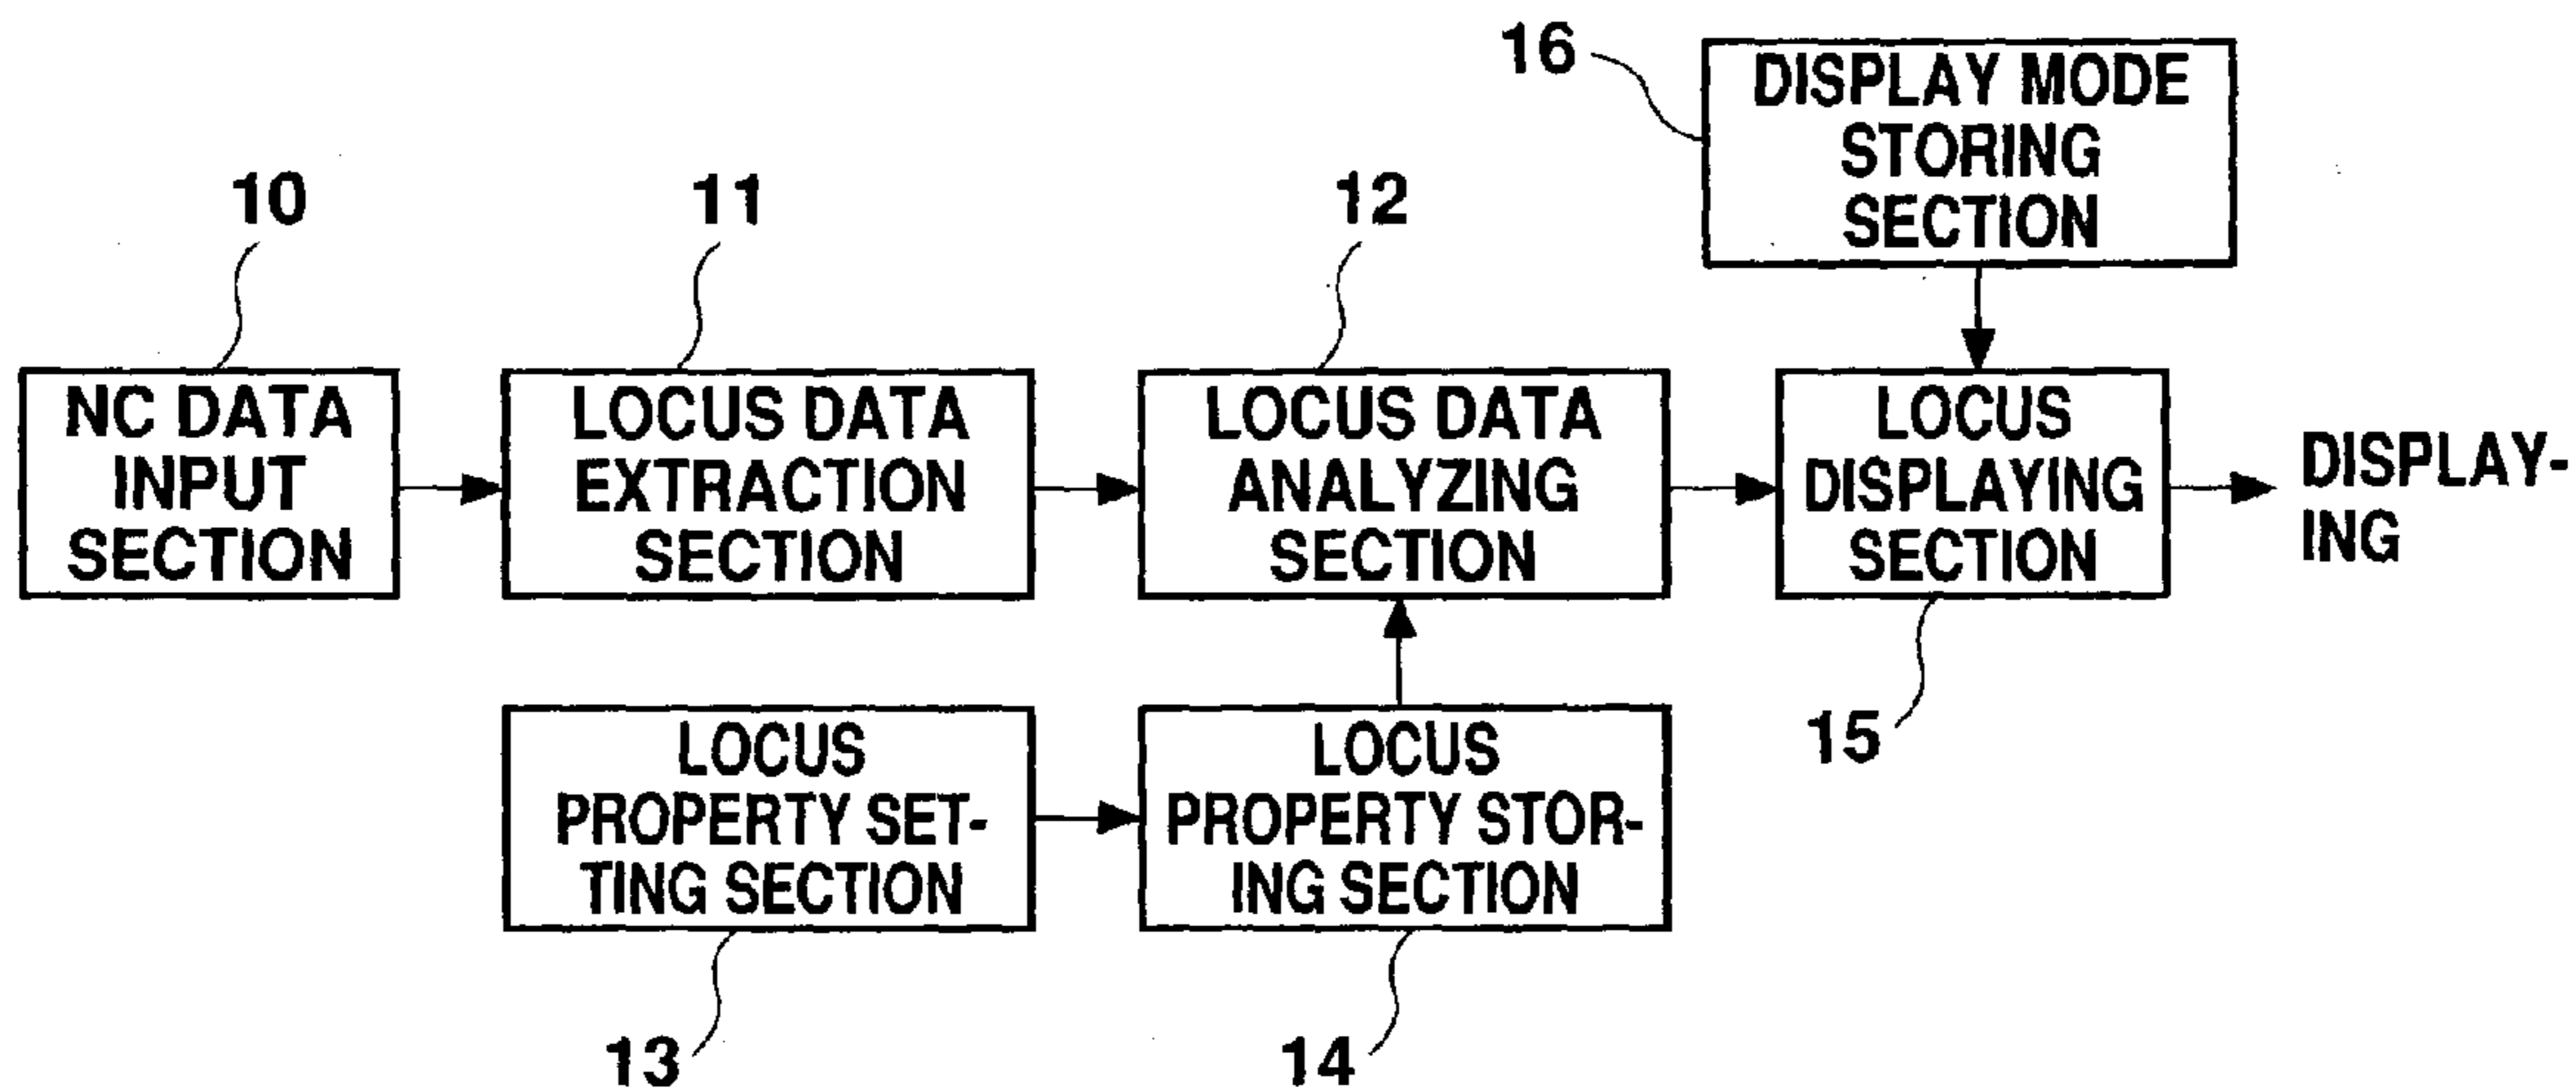 16
DISPLAY MODE
STORING
SECTION
10
11
12
NC DATA
INPUT
SECTION
LOCUS DATA
EXTRACTION
SECTION
LOCUS DATA
ANALYZING
SECTION
LOCUS
DISPLAYING
SECTION
DISPLAY-
ING
LOCUS
PROPERTY SET-
TING SECTION
LOCUS
PROPERTY STOR-
ING SECTION
15
13
14